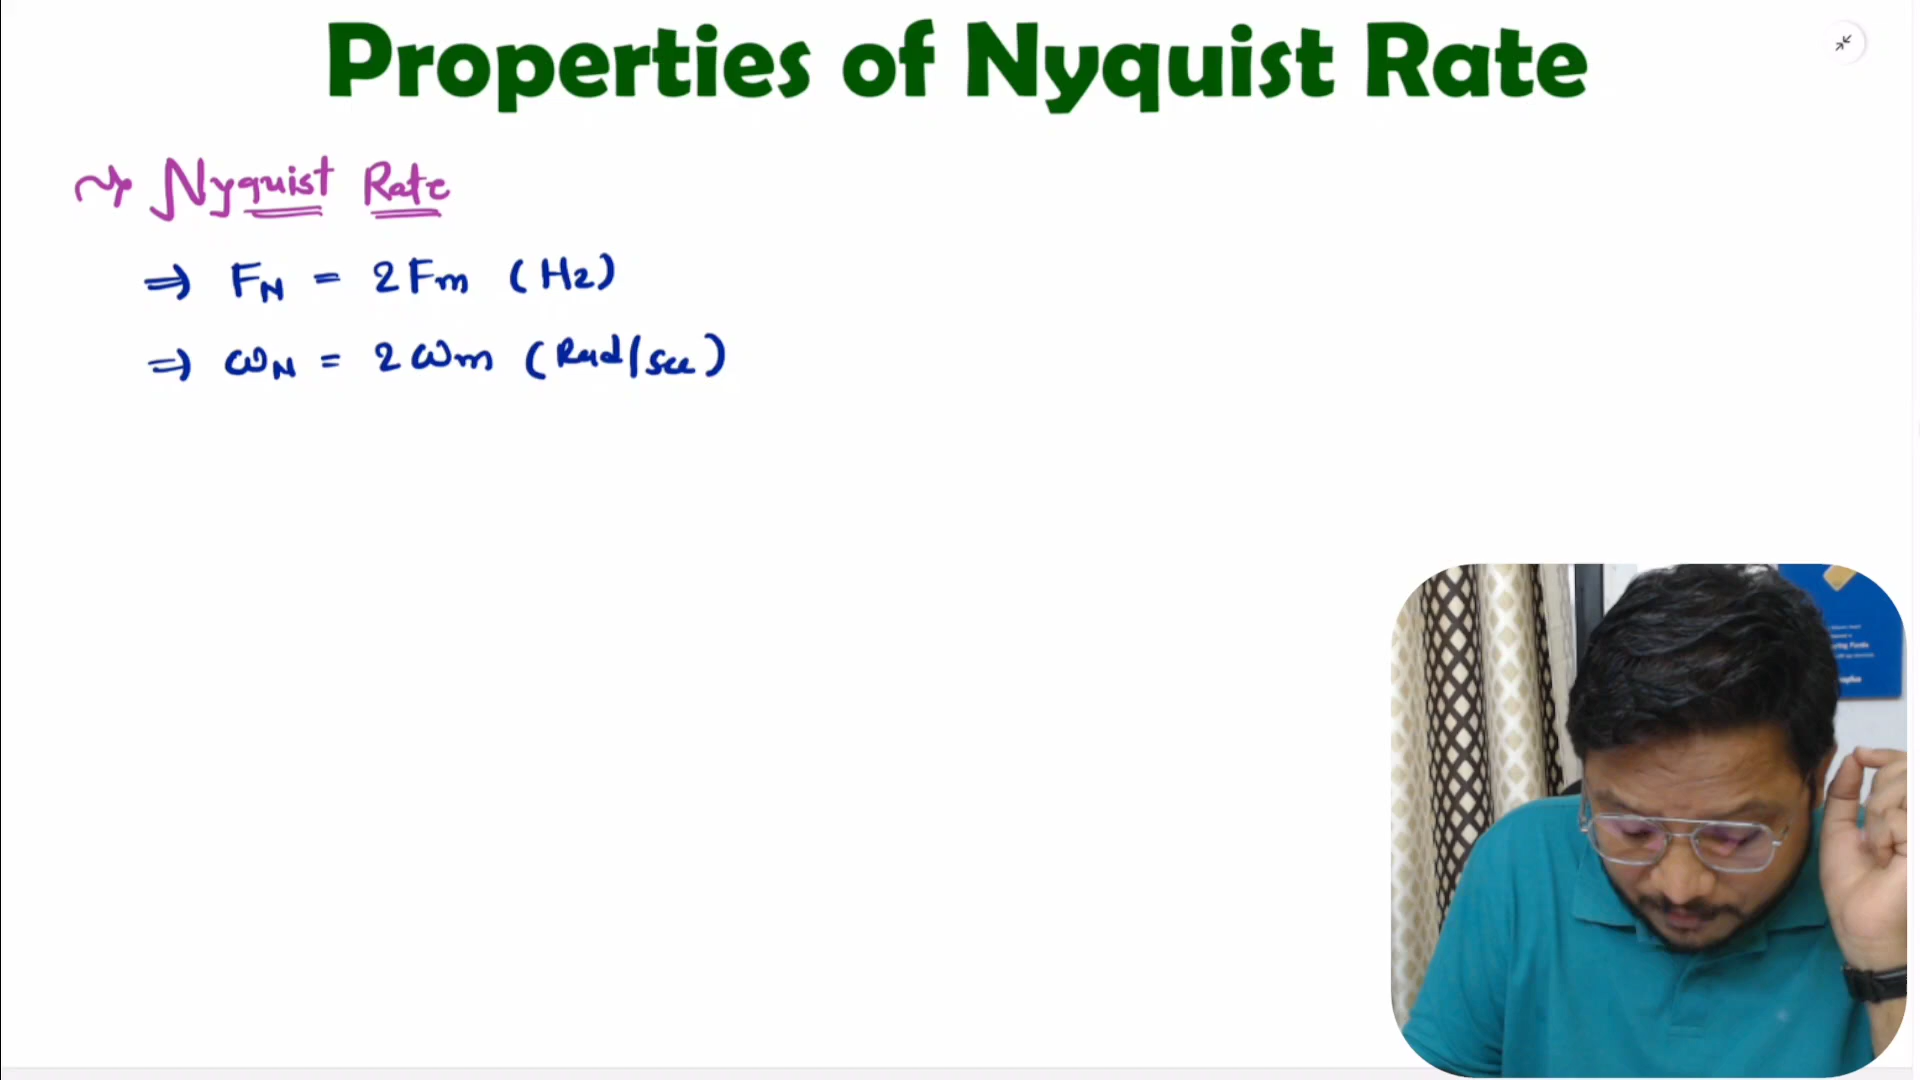 Properties of Nyquist Rate
Nyquist Rate
⇒ FN = 2Fm (Hz)
⇒ ωN = 2ωm (Rad/sec)